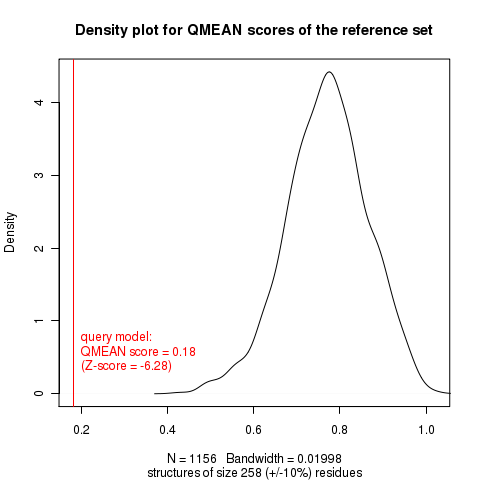 Density plot for QMEAN scores of the reference set
Density
4
3
2
1
0
query model:
QMEAN score = 0.18
(Z-score = -6.28)
0.2 0.4 0.6 0.8 1.0
N = 1156 Bandwidth = 0.01998
structures of size 258 (+/-10%) residues